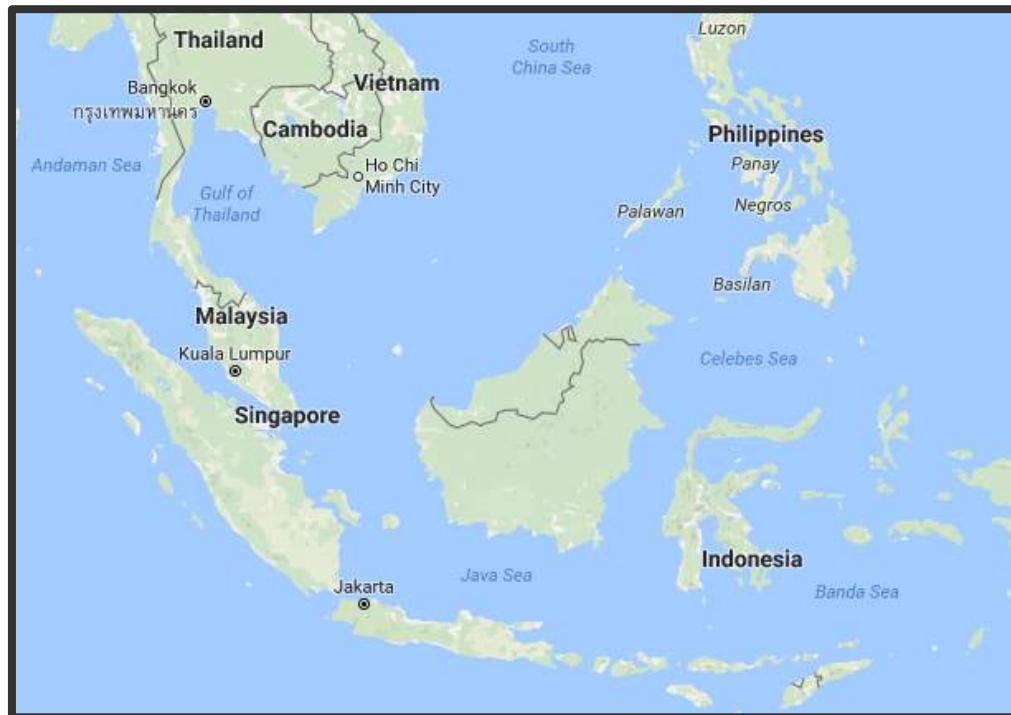 Luzon
Thailand
South
China Sea
Vietnam
Bangkok
กรุงเทพมหานคร
Cambodia
Philippines
Andaman Sea
Ho Chi
Minh City
Panay
Gulf of
Thailand
Palawan
Negros
Basilan
Malaysia
Kuala Lumpur
Celebes Sea
Singapore
Indonesia
Java Sea
Jakarta
Banda Sea